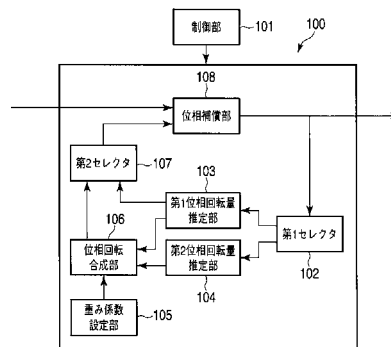 制御部
101
100
108
位相補償部
第2セレクタ
107
103
第1位相回転量
推定部
106
位相回転
合成部
第2位相回転量
推定部
104
第1セレクタ
102
重み係数
設定部
105